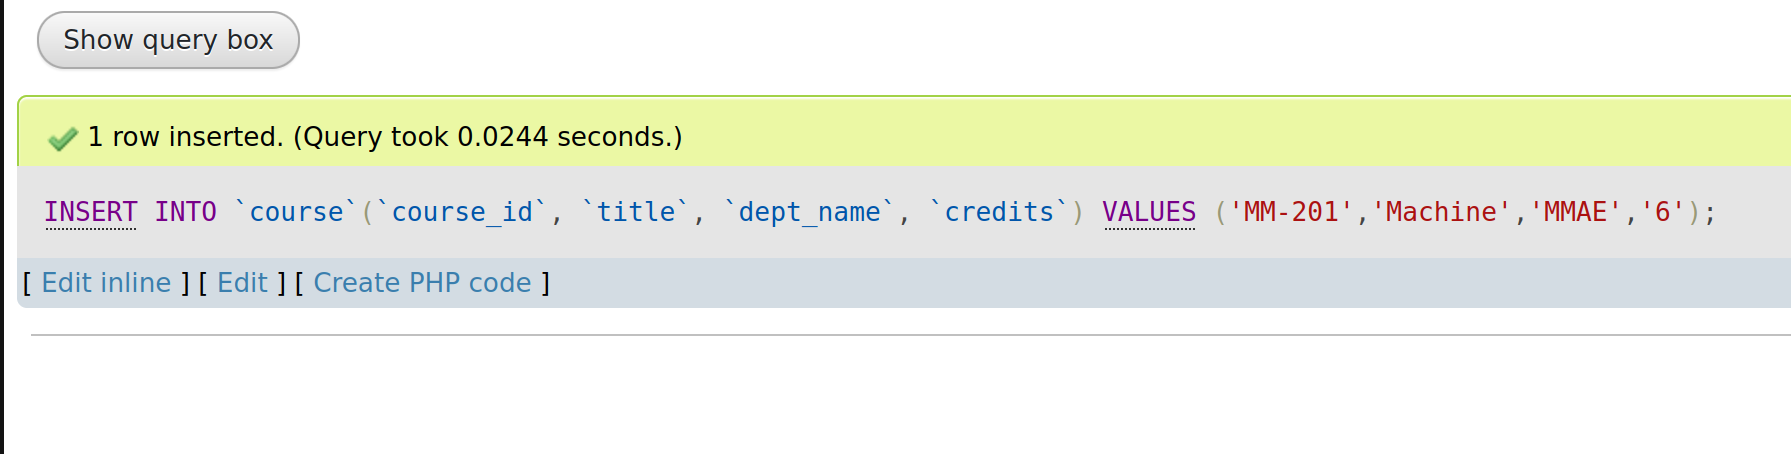 Show query box
1 row inserted. (Query took 0.0244 seconds.)
INSERT INTO `course`(`course_id`, `title`, `dept_name`, `credits`) VALUES ('MM-201','Machine','MMAE','6');
[ Edit inline ] [ Edit ] [ Create PHP code ]